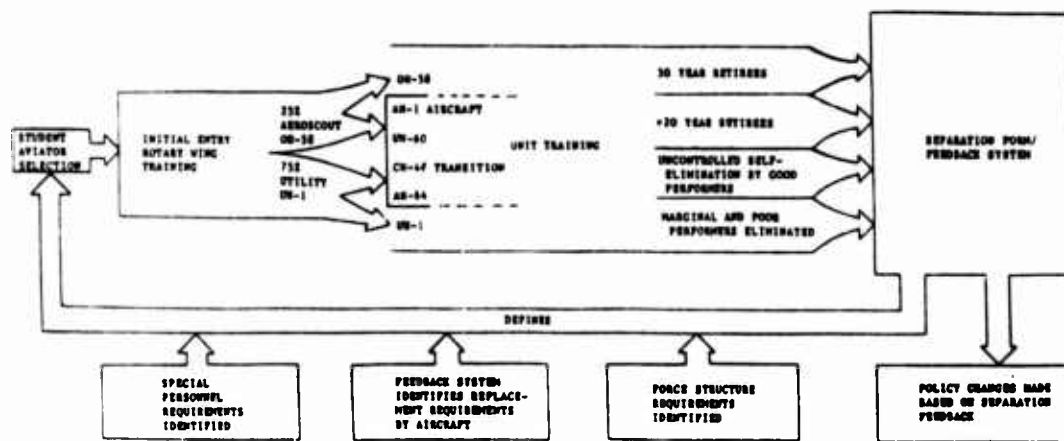 STUDENT
AVIATOR
SELECTION
INITIAL ENTRY
ROTARY WING
TRAINING
25%
AEROSCOUT
OH-58
75%
UTILITY
UH-1
OH-58
AH-1 AIRCRAFT
UH-60
CH-47 TRANSITION
AH-64
UH-1
UNIT TRAINING
30 YEAR RETIREES
+20 YEAR RETIREES
UNCONTROLLED SELF-
ELIMINATION BY GOOD
PERFORMERS
MARGINAL AND POOR
PERFORMERS ELIMINATED
SEPARATION FORM/
FEEDBACK SYSTEM
DEFINES
SPECIAL
PERSONNEL
REQUIREMENTS
IDENTIFIED
FEEDBACK SYSTEM
IDENTIFIES REPLACE-
MENT REQUIREMENTS
BY AIRCRAFT
FORCE STRUCTURE
REQUIREMENTS
IDENTIFIED
POLICY CHANGES MADE
BASED ON SEPARATION
FEEDBACK